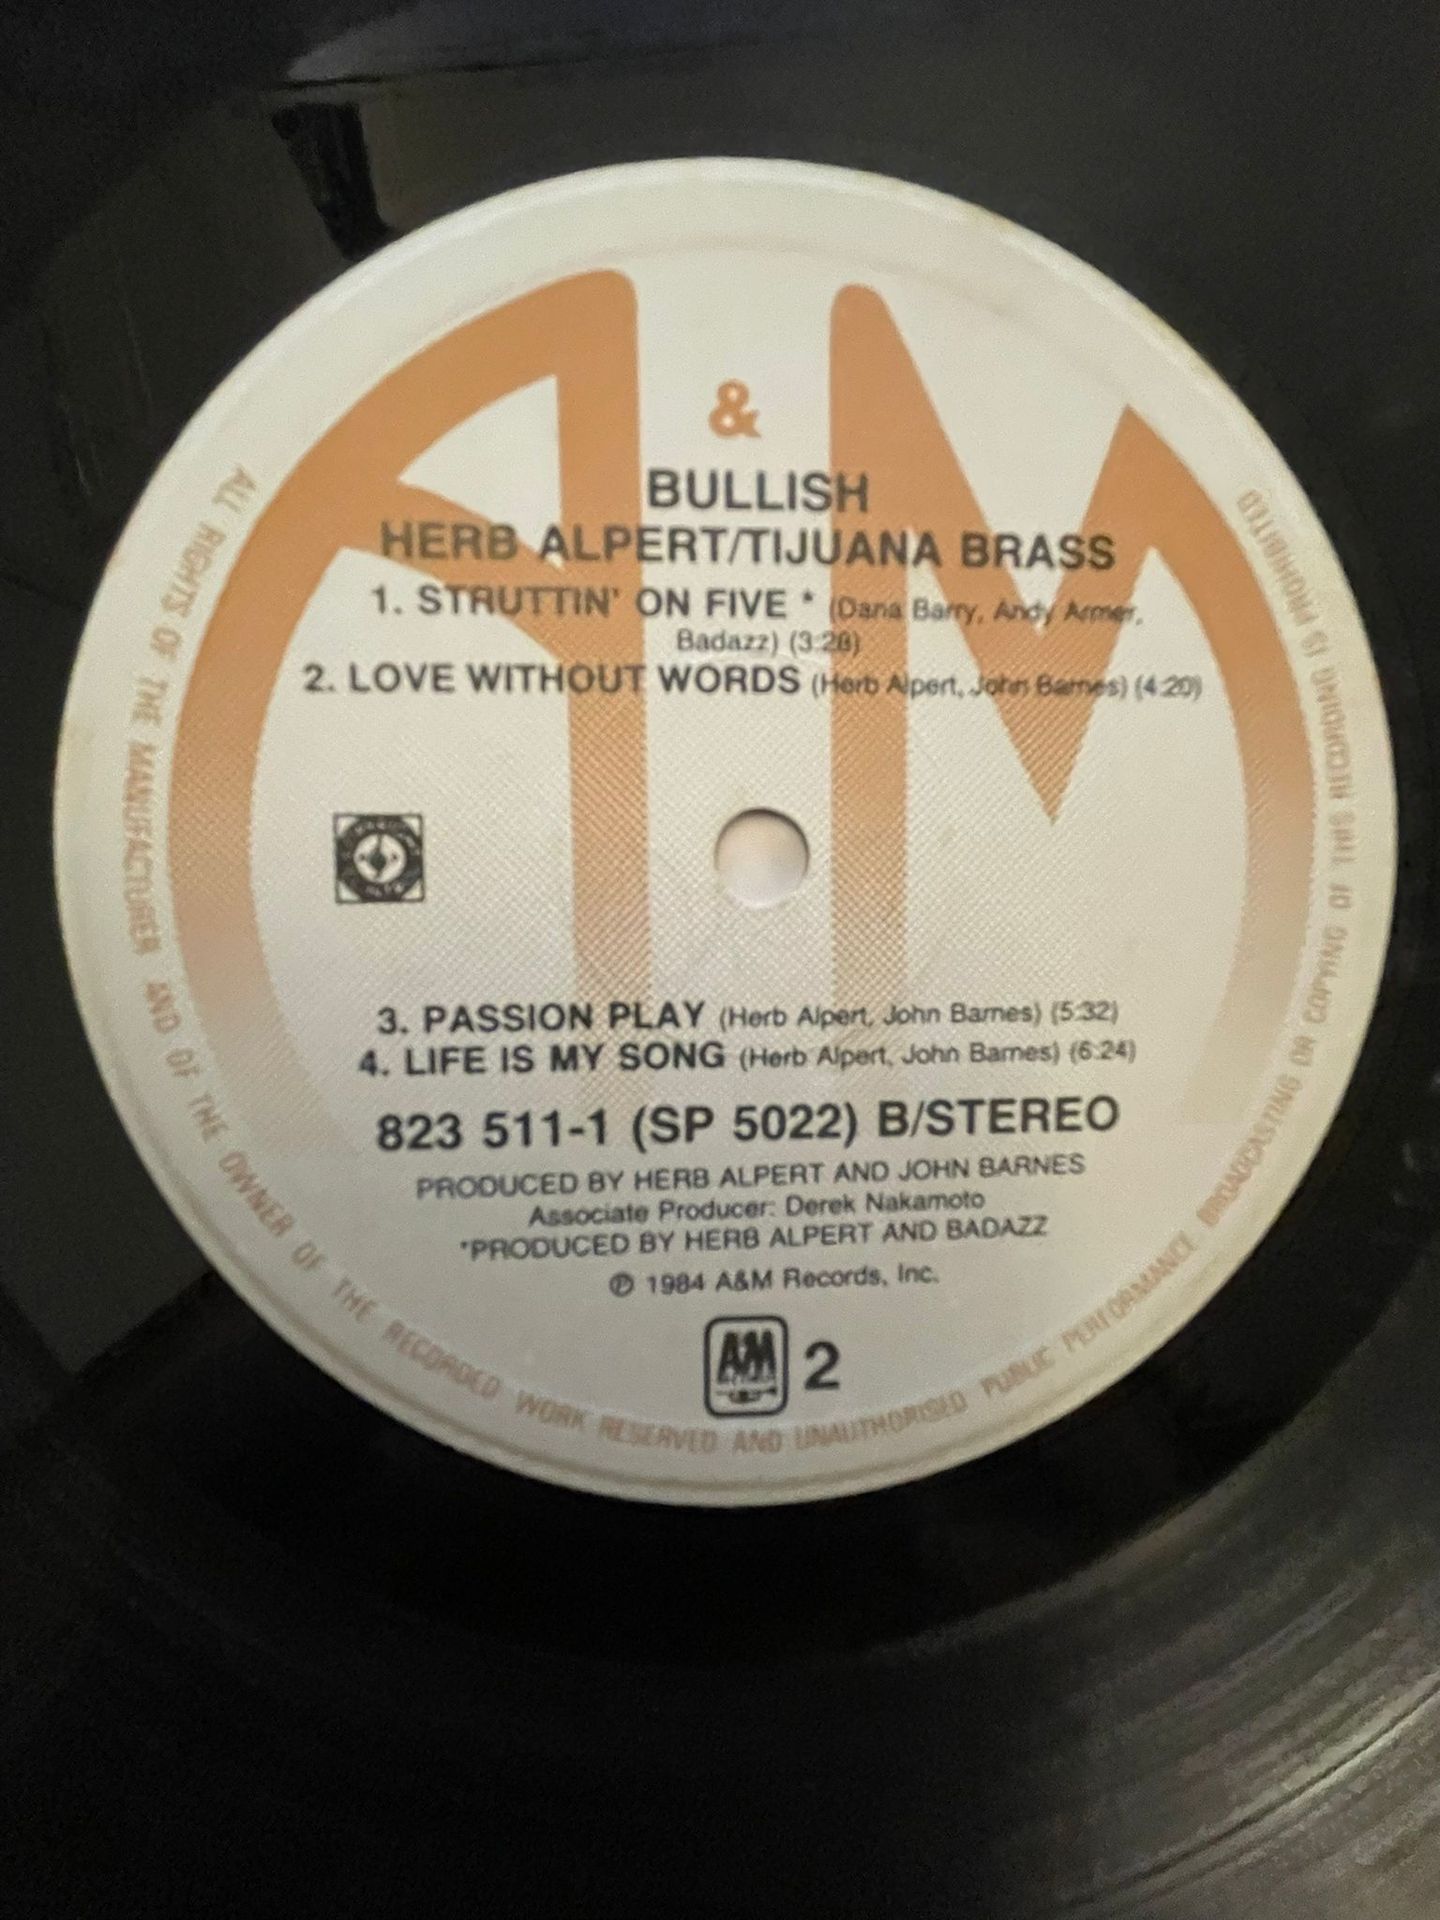 A & M
BULLISH
HERB ALPERT/TIJUANA BRASS
1. STRUTTIN' ON FIVE * (Dana Barry, Andy Armer,
Badazz) (3:28)
2. LOVE WITHOUT WORDS (Herb Alpert, John Barnes) (4:20)
3. PASSION PLAY (Herb Alpert, John Barnes) (5:32)
4. LIFE IS MY SONG (Herb Alpert, John Barnes) (6:24)
823 511-1 (SP 5022) B/STEREO
PRODUCED BY HERB ALPERT AND JOHN BARNES
Associate Producer: Derek Nakamoto
*PRODUCED BY HERB ALPERT AND BADAZZ
℗ 1984 A&M Records, Inc.
A&M 2
ALL RIGHTS OF THE MANUFACTURER AND OF THE OWNER OF THE RECORDED WORK RESERVED AND UNAUTHORISED PUBLIC PERFORMANCE BROADCASTING OR COPYING OF THIS RECORDING IS PROHIBITED